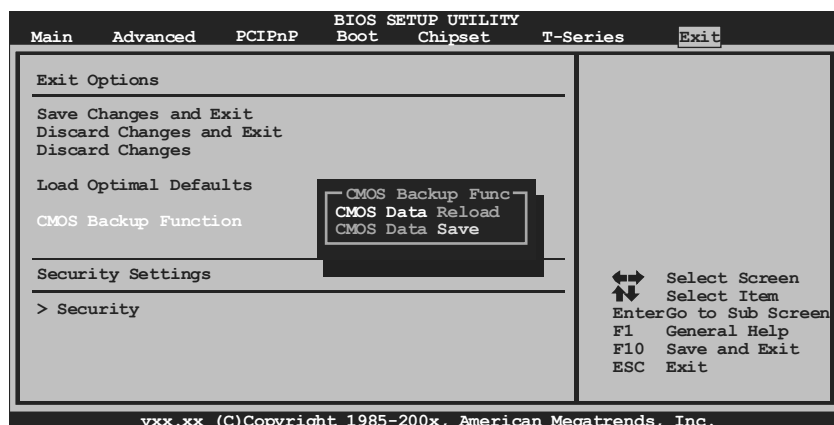 BIOS SETUP UTILITY
Main Advanced PCIPnP Boot Chipset T-Series Exit
Exit Options
Save Changes and Exit
Discard Changes and Exit
Discard Changes
Load Optimal Defaults
CMOS Backup Function
CMOS Backup Func
CMOS Data Reload
CMOS Data Save
Security Settings
> Security
Select Screen
Select Item
EnterGo to Sub Screen
F1 General Help
F10 Save and Exit
ESC Exit
vxx.xx (C)Copyright 1985-200x, American Megatrends, Inc.